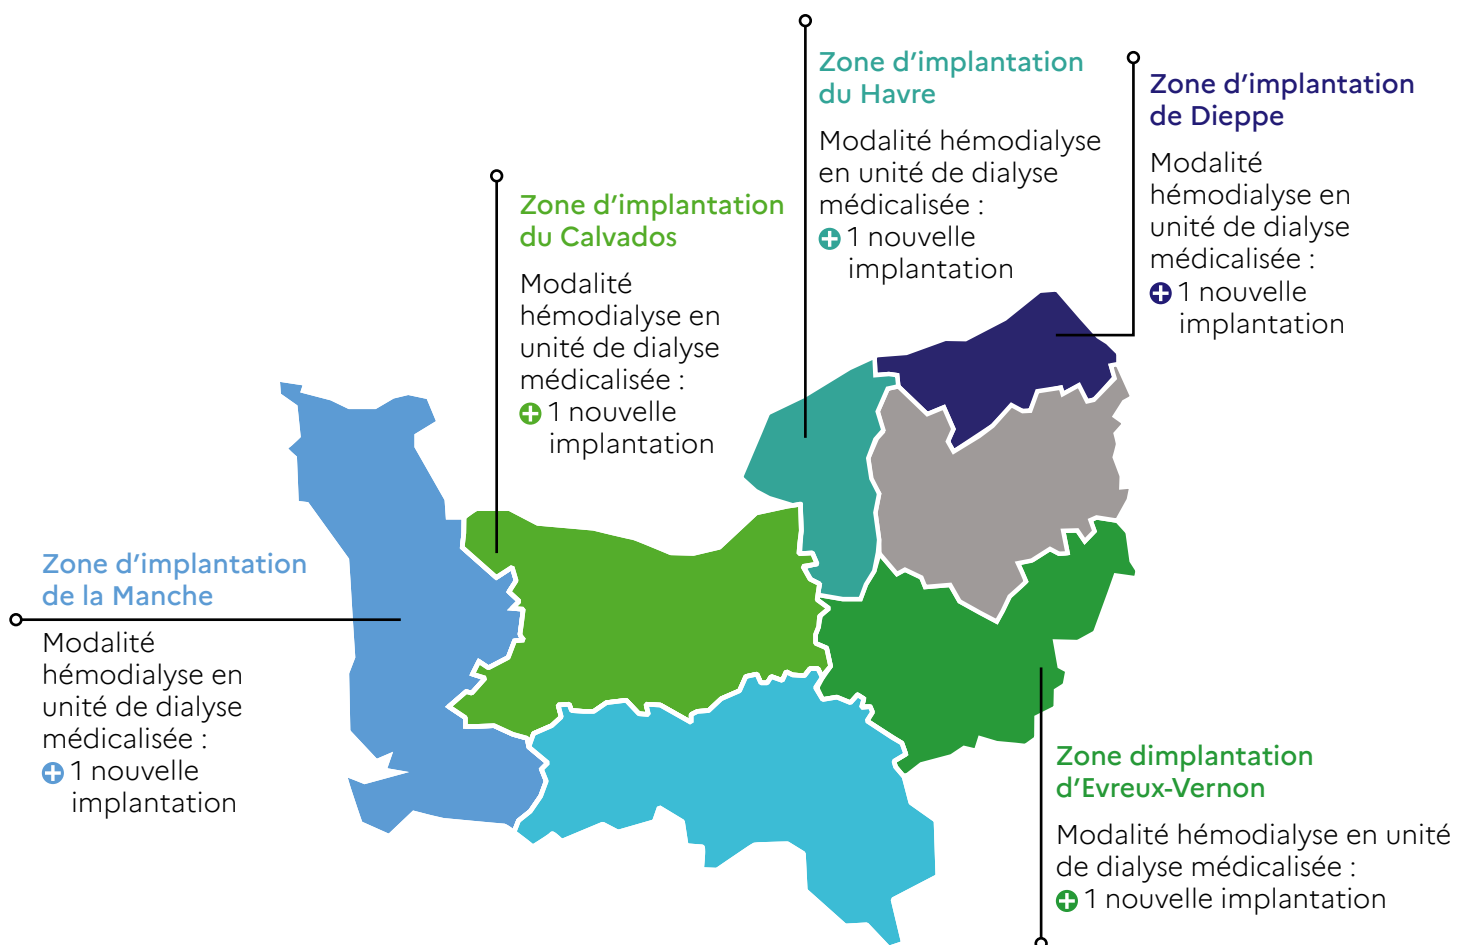 Zone d'implantation
du Havre
Modalité hémodialyse
en unité de dialyse
médicalisée :
1 nouvelle
implantation
Zone d'implantation
de Dieppe
Modalité
hémodialyse en
unité de dialyse
médicalisée :
1 nouvelle
implantation
Zone d'implantation
du Calvados
Modalité
hémodialyse en
unité de dialyse
médicalisée :
1 nouvelle
implantation
Zone d'implantation
de la Manche
Modalité
hémodialyse en
unité de dialyse
médicalisée :
1 nouvelle
implantation
Zone dimplantation
d'Evreux-Vernon
Modalité hémodialyse en unité
de dialyse médicalisée :
1 nouvelle implantation